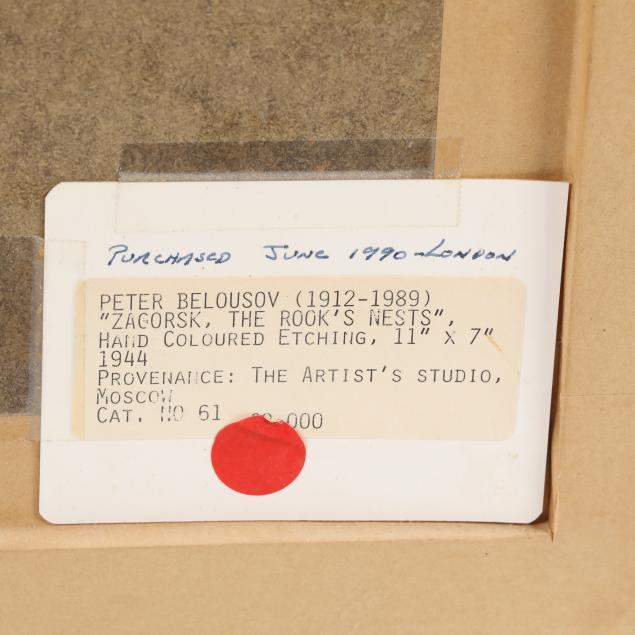 PURCHASED JUNE 1990-LONDON
PETER BELOUSOV (1912-1989)
"ZAGORSK, THE ROOK'S NESTS",
HAND COLOURED ETCHING, 11" X 7"
1944
PROVENANCE: THE ARTIST'S STUDIO,
MOSCOW
CAT. NO 61